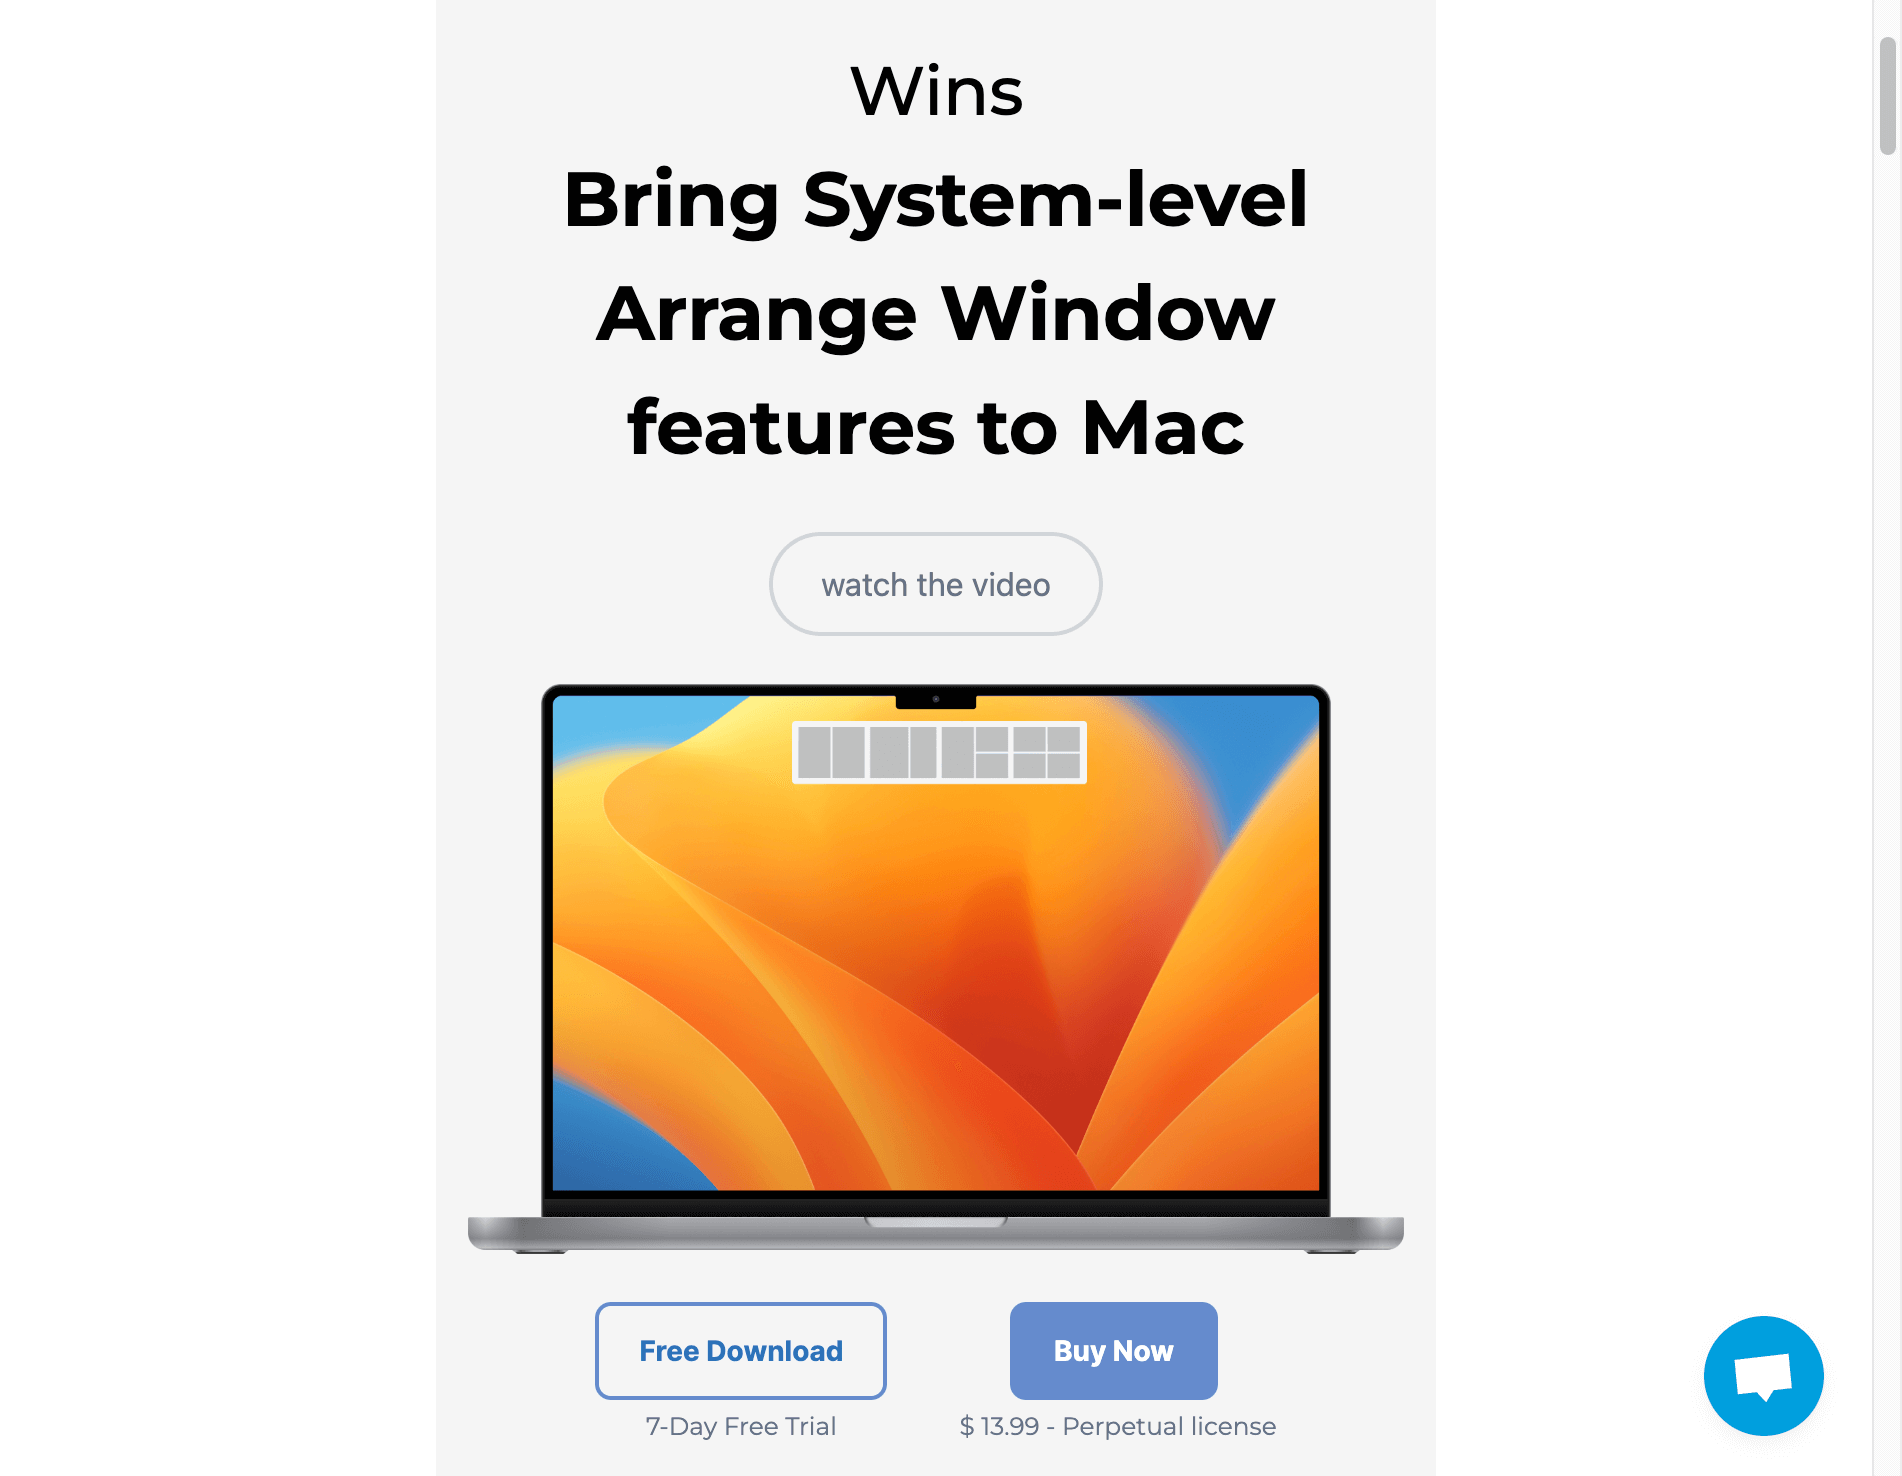 Wins
Bring System-level
Arrange Window
features to Mac
watch the video
Free Download
Buy Now
7-Day Free Trial
$ 13.99 - Perpetual license